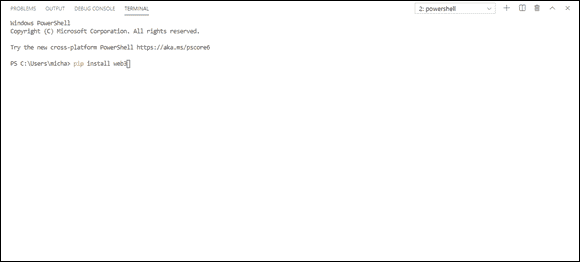 PROBLEMS OUTPUT DEBUG CONSOLE TERMINAL 2: powershell
Windows PowerShell
Copyright (C) Microsoft Corporation. All rights reserved.
Try the new cross-platform PowerShell https://aka.ms/pscore6
PS C:\Users\micha> pip install web3